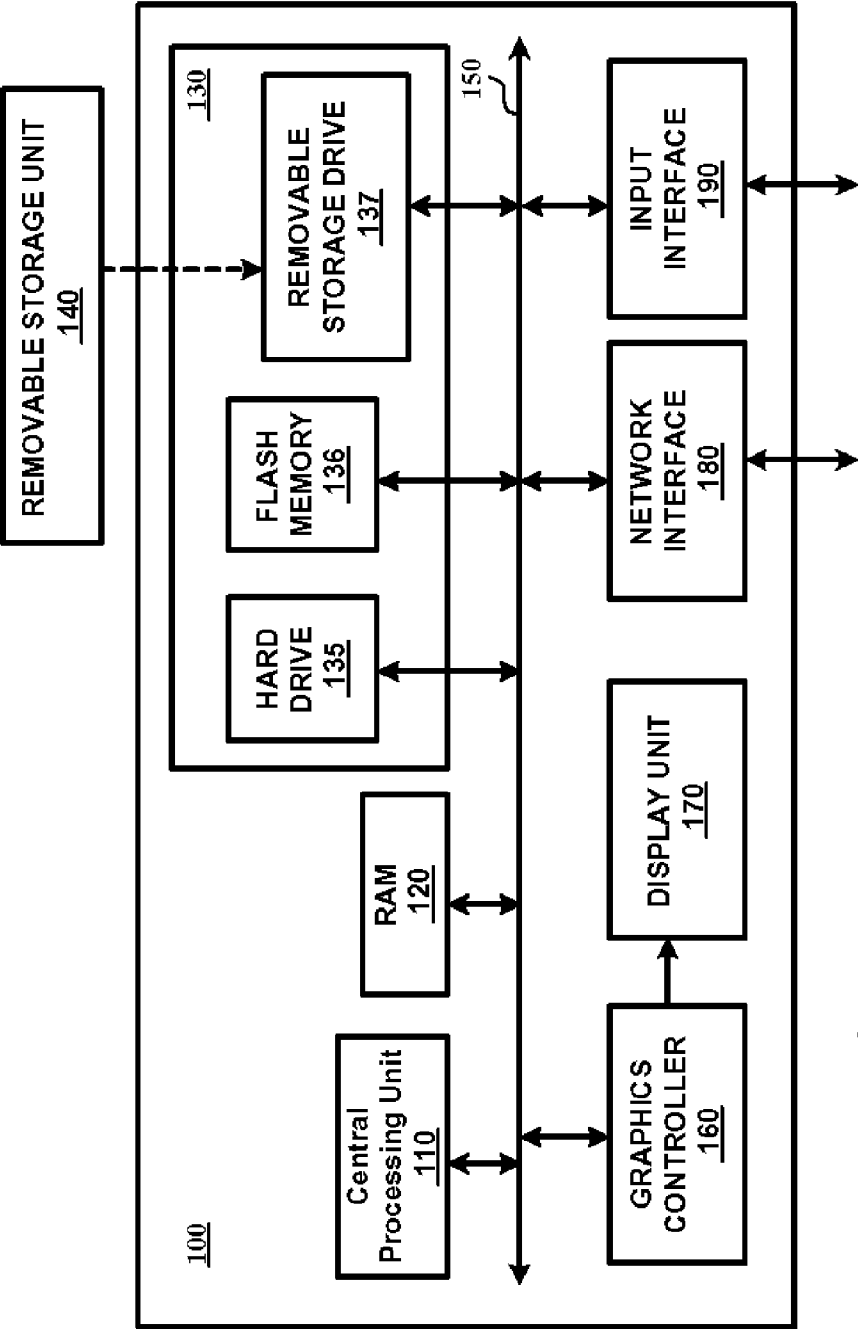 REMOVABLE STORAGE UNIT
140
100
130
150
Central
Processing Unit
110
RAM
120
HARD
DRIVE
135
FLASH
MEMORY
136
REMOVABLE
STORAGE DRIVE
137
GRAPHICS
CONTROLLER
160
DISPLAY UNIT
170
NETWORK
INTERFACE
180
INPUT
INTERFACE
190